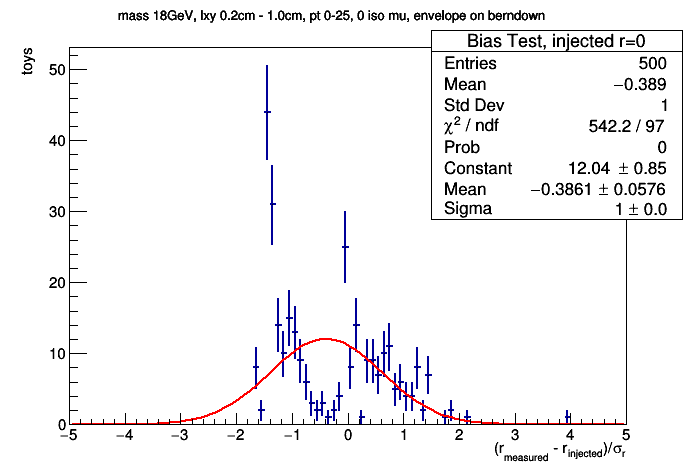 mass 18GeV, lxy 0.2cm - 1.0cm, pt 0-25, 0 iso mu, envelope on berndown
Bias Test, injected r=0
Entries 500
Mean −0.389
Std Dev 1
χ² / ndf 542.2 / 97
Prob 0
Constant 12.04 ± 0.85
Mean −0.3861 ± 0.0576
Sigma 1 ± 0.0
toys
50
40
30
20
10
0
−5 −4 −3 −2 −1 0 1 2 3 4 5
(r_measured - r_injected)/σ_r